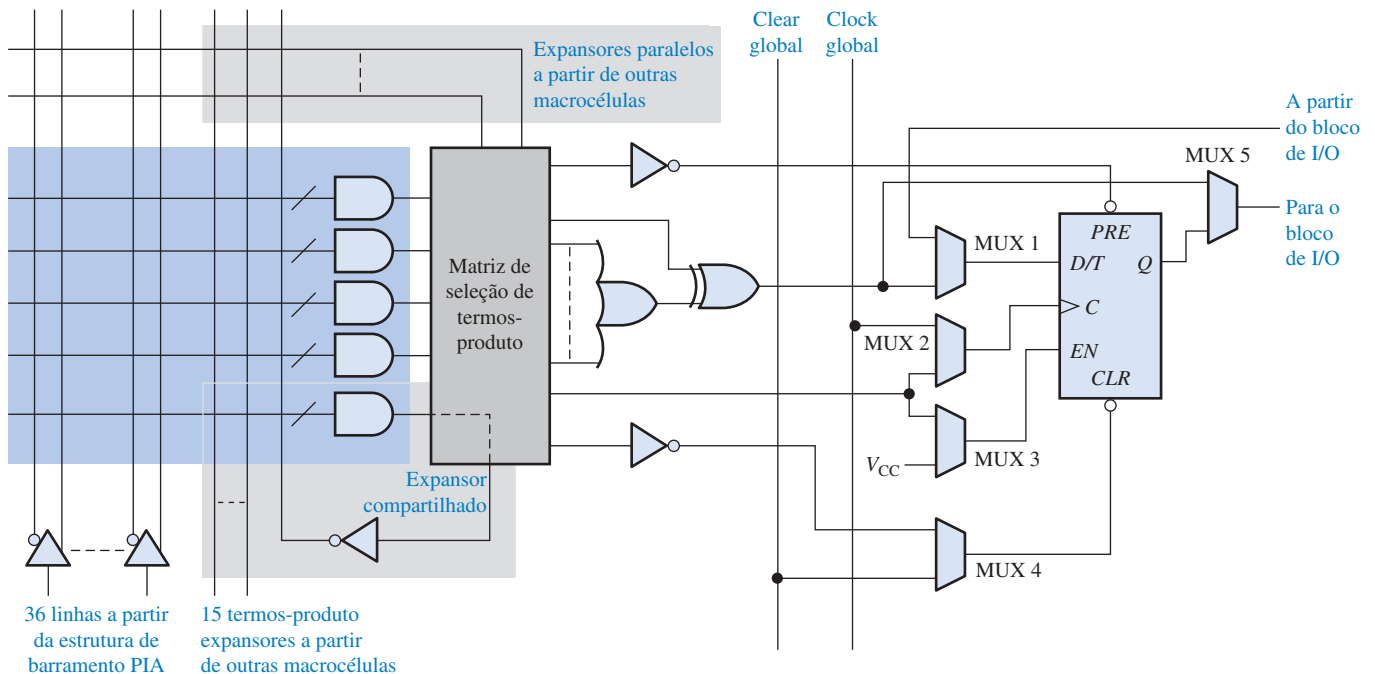 Clear
global
Clock
global
Expansores paralelos
a partir de outras
macrocélulas
A partir
do bloco
de I/O
MUX 5
Para o
bloco
de I/O
PRE
MUX 1
D/T
Q
Matriz de
seleção de
termos-
produto
C
MUX 2
EN
CLR
MUX 3
VCC
Expansor
compartilhado
MUX 4
36 linhas a partir
da estrutura de
barramento PIA
15 termos-produto
expansores a partir
de outras macrocélulas